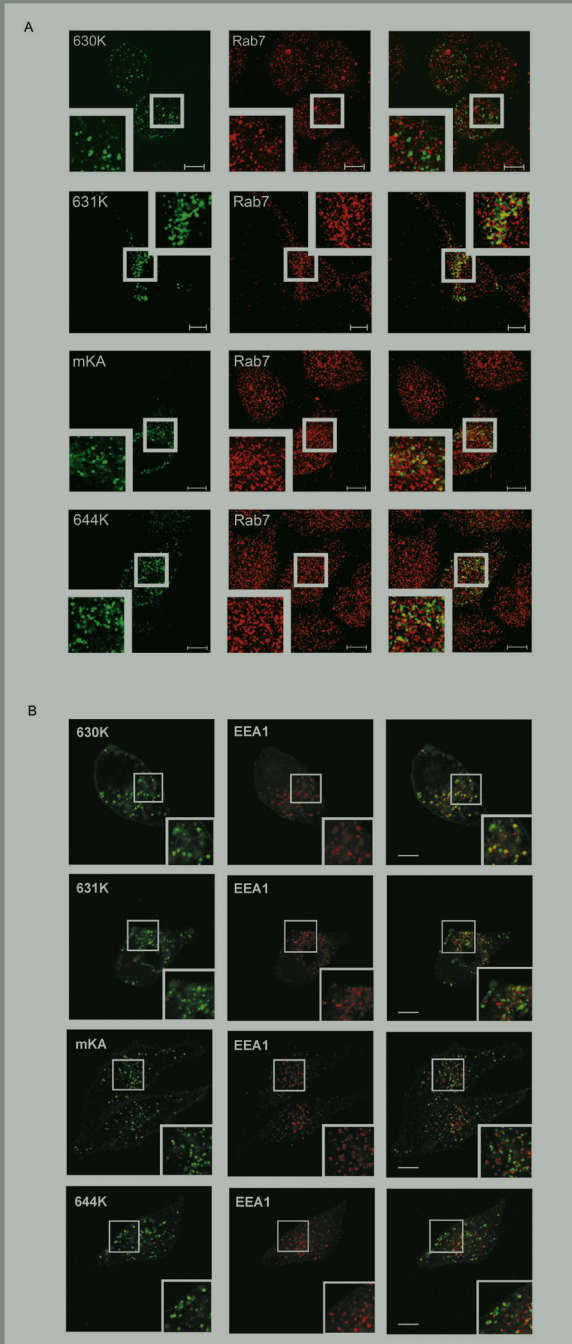 A
630K Rab7
631K Rab7
mKA Rab7
644K Rab7
B
630K EEA1
631K EEA1
mKA EEA1
644K EEA1